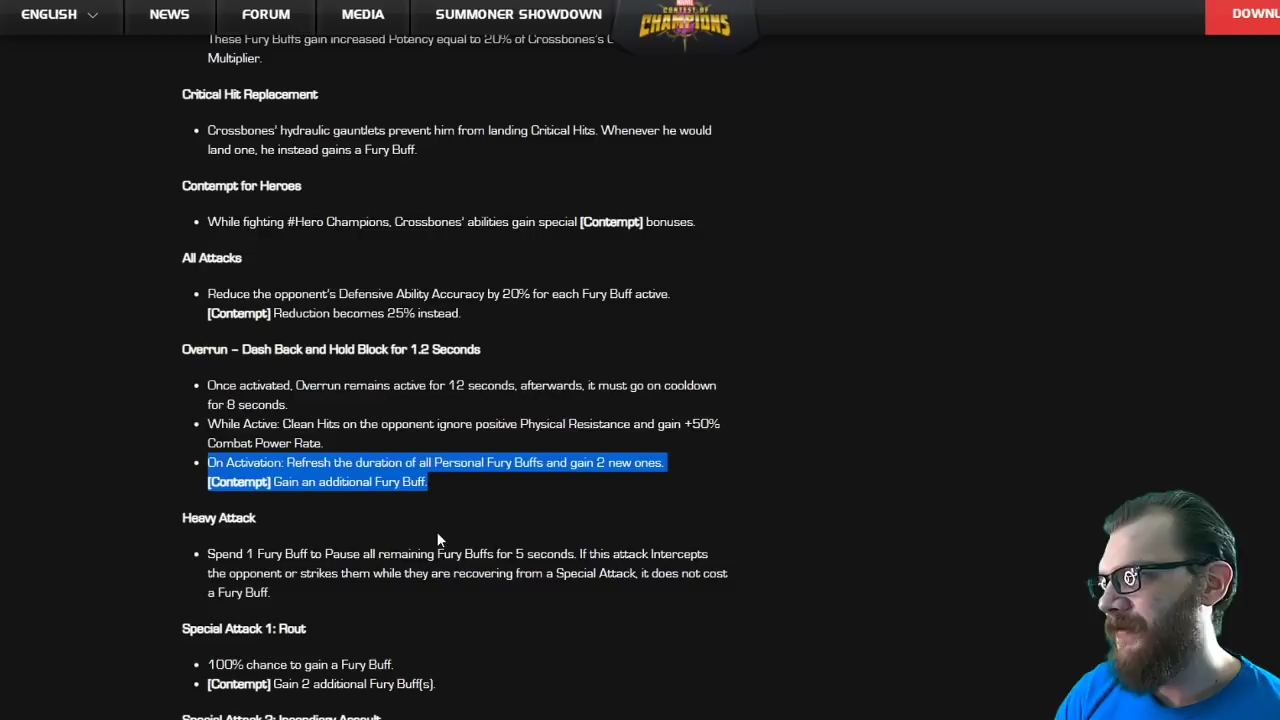 ENGLISH NEWS FORUM MEDIA SUMMONER SHOWDOWN
MARVEL
CONTEST OF
CHAMPIONS
These Fury Buffs gain increased Potency equal to 20% of Crossbones's
Multiplier.
Critical Hit Replacement
• Crossbones' hydraulic gauntlets prevent him from landing Critical Hits. Whenever he would
land one, he instead gains a Fury Buff.
Contempt for Heroes
• While fighting #Hero Champions, Crossbones' abilities gain special [Contempt] bonuses.
All Attacks
• Reduce the opponent's Defensive Ability Accuracy by 20% for each Fury Buff active.
[Contempt] Reduction becomes 25% instead.
Overrun – Dash Back and Hold Block for 1.2 Seconds
• Once activated, Overrun remains active for 12 seconds, afterwards, it must go on cooldown
for 8 seconds.
• While Active: Clean Hits on the opponent ignore positive Physical Resistance and gain +50%
Combat Power Rate.
• On Activation: Refresh the duration of all Personal Fury Buffs and gain 2 new ones.
[Contempt] Gain an additional Fury Buff.
Heavy Attack
• Spend 1 Fury Buff to Pause all remaining Fury Buffs for 5 seconds. If this attack Intercepts
the opponent or strikes them while they are recovering from a Special Attack, it does not cost
a Fury Buff.
Special Attack 1: Rout
• 100% chance to gain a Fury Buff.
• [Contempt] Gain 2 additional Fury Buff(s).
Special Attack 2: Incendiary Assault